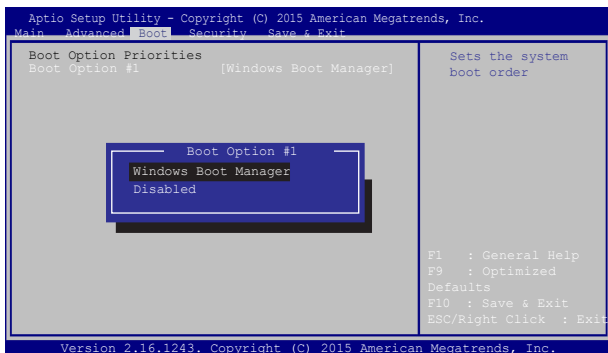 Aptio Setup Utility - Copyright (C) 2015 American Megatrends, Inc.
Main Advanced Boot Security Save & Exit
Boot Option Priorities
Boot Option #1 [Windows Boot Manager]
Sets the system
boot order
Boot Option #1
Windows Boot Manager
Disabled
F1 : General Help
F9 : Optimized
Defaults
F10 : Save & Exit
ESC/Right Click : Exit
Version 2.16.1243. Copyright (C) 2015 American Megatrends, Inc.